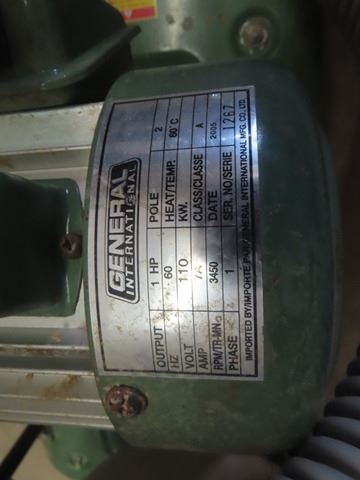 GENERAL
INTERNATIONAL
OUTPUT 1 HP POLE 2
HZ 60 HEAT/TEMP. 60°C
VOLT 110 KW.
AMP CLASS/CLASSE A
RPM/TR-MN 3450 DATE 2005
PHASE 1 SER. NO/SERIE 1267
IMPORTED BY/IMPORTE PAR GENERAL INTERNATIONAL MFG. CO. LTD.